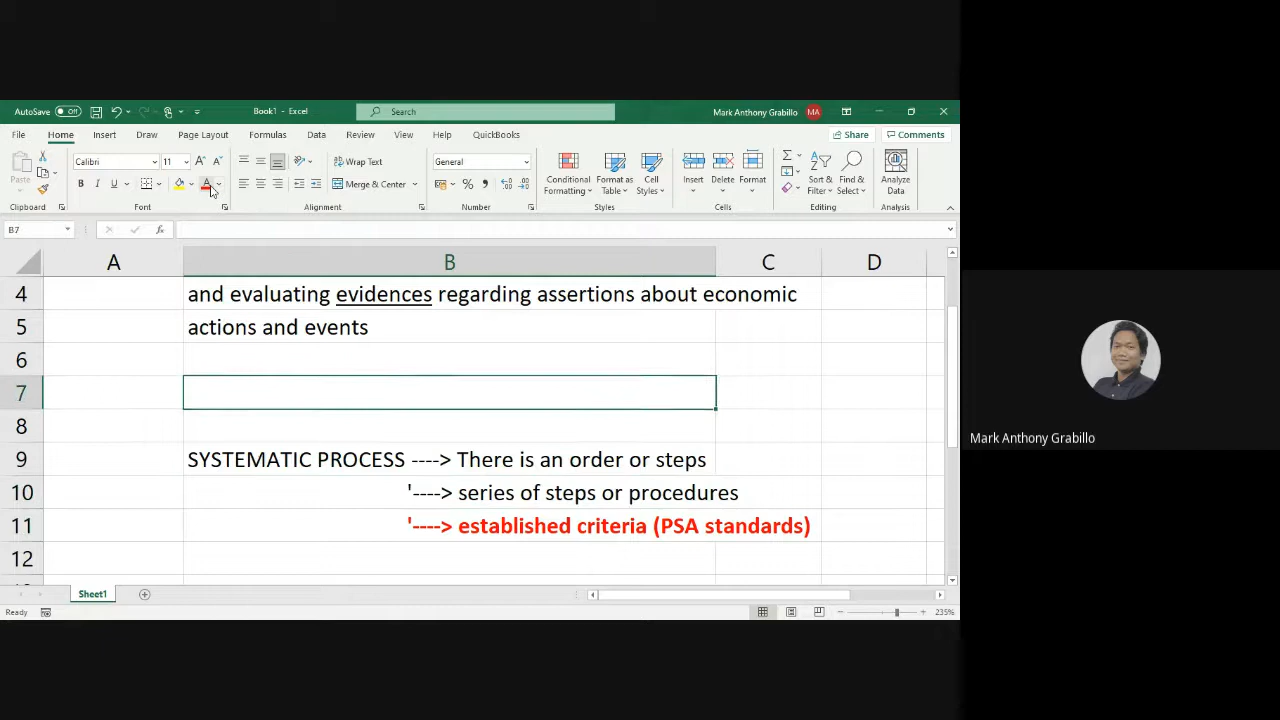 AutoSave Off Book1 - Excel Search Mark Anthony Grabillo MA
File Home Insert Draw Page Layout Formulas Data Review View Help QuickBooks Share Comments
Paste Calibri 11 Wrap Text General Conditional Formatting Format as Table Cell Styles Insert Delete Format Sort & Filter Find & Select Analyze Data
B I U A Merge & Center %
Clipboard Font Alignment Number Styles Cells Editing Analysis
B7 fx
A B C D
4 and evaluating evidences regarding assertions about economic
5 actions and events
6
7
8
9 SYSTEMATIC PROCESS ----> There is an order or steps
10 '----> series of steps or procedures
11 '----> established criteria (PSA standards)
12
Sheet1
Ready 235%
Mark Anthony Grabillo